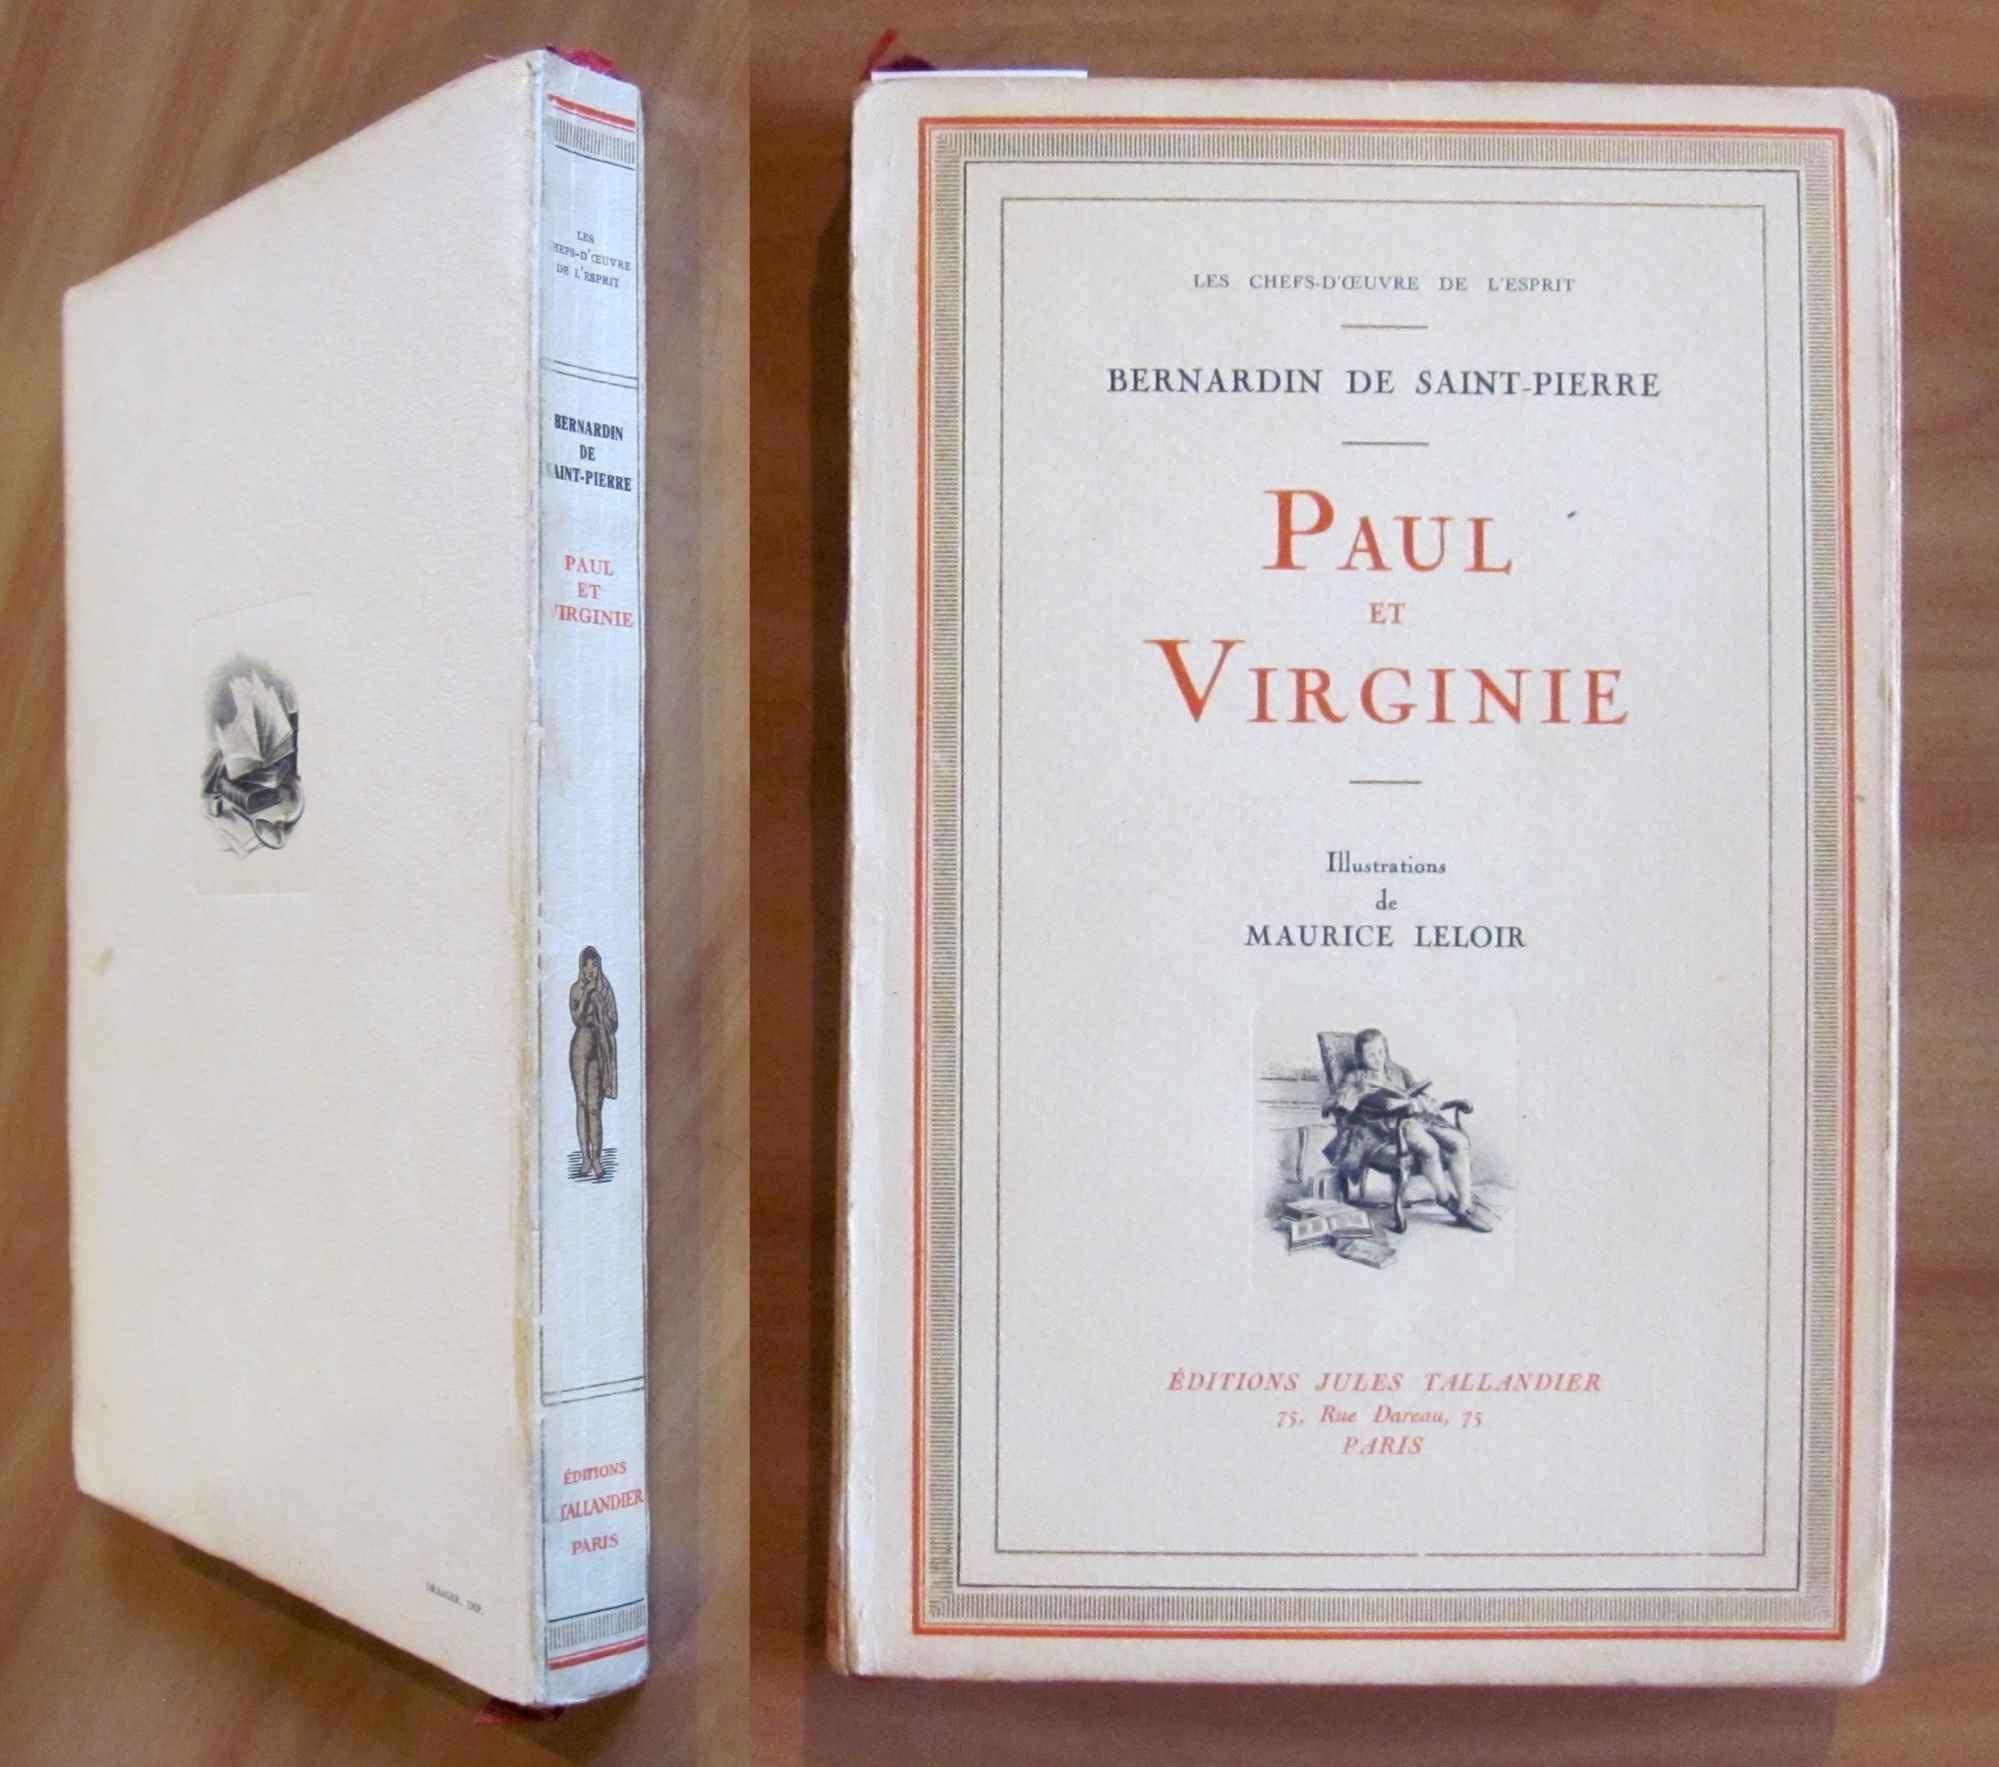 LES
CHEFS-D'ŒUVRE
DE L'ESPRIT
BERNARDIN
DE
SAINT-PIERRE
PAUL
ET
VIRGINIE
ÉDITIONS
TALLANDIER
PARIS
DRAEGER, IMP.
LES CHEFS-D'ŒUVRE DE L'ESPRIT
BERNARDIN DE SAINT-PIERRE
PAUL
ET
VIRGINIE
Illustrations
de
MAURICE LELOIR
ÉDITIONS JULES TALLANDIER
75, Rue Dareau, 75
PARIS